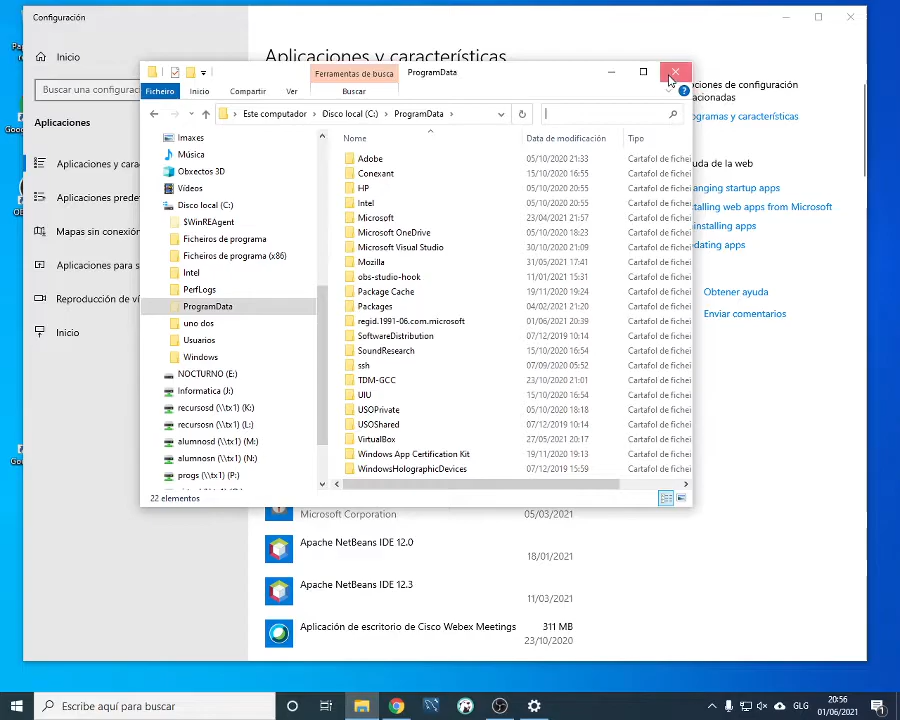 Configuración
Inicio
Buscar una configurac
Aplicaciones
Aplicaciones y cara
Aplicaciones prede
Mapas sin conexión
Aplicaciones para s
Reproducción de ví
Inicio
Aplicaciones y características
ciones de configuración
acionadas
ogramas y características
uda de la web
anging startup apps
stalling web apps from Microsoft
installing apps
dating apps
Obtener ayuda
Enviar comentarios
Ferramentas de busca
ProgramData
Ficheiro
Inicio
Compartir
Ver
Buscar
Este computador > Disco local (C:) > ProgramData >
Imaxes
Música
Obxectos 3D
Vídeos
Disco local (C:)
$WinREAgent
Ficheiros de programa
Ficheiros de programa (x86)
Intel
PerfLogs
ProgramData
uno dos
Usuarios
Windows
NOCTURNO (E:)
Informatica (J:)
recursosd (\\tx1) (K:)
recursosn (\\tx1) (L:)
alumnosd (\\tx1) (M:)
alumnosn (\\tx1) (N:)
progs (\\tx1) (P:)
Nome Data de modificación Tipo
Adobe 05/10/2020 21:33 Cartafol de fichei
Conexant 15/10/2020 16:55 Cartafol de fichei
HP 05/10/2020 20:55 Cartafol de fichei
Intel 05/10/2020 20:55 Cartafol de fichei
Microsoft 23/04/2021 21:57 Cartafol de fichei
Microsoft OneDrive 05/10/2020 18:23 Cartafol de fichei
Microsoft Visual Studio 30/10/2020 21:09 Cartafol de fichei
Mozilla 31/05/2021 17:41 Cartafol de fichei
obs-studio-hook 11/01/2021 15:31 Cartafol de fichei
Package Cache 19/11/2020 19:24 Cartafol de fichei
Packages 04/02/2021 21:20 Cartafol de fichei
regid.1991-06.com.microsoft 01/06/2021 20:39 Cartafol de fichei
SoftwareDistribution 07/12/2019 10:14 Cartafol de fichei
SoundResearch 15/10/2020 16:54 Cartafol de fichei
ssh 07/09/2020 05:52 Cartafol de fichei
TDM-GCC 23/10/2020 21:01 Cartafol de fichei
UIU 15/10/2020 16:54 Cartafol de fichei
USOPrivate 05/10/2020 18:18 Cartafol de fichei
USOShared 07/12/2019 10:14 Cartafol de fichei
VirtualBox 27/05/2021 20:17 Cartafol de fichei
Windows App Certification Kit 19/11/2020 19:13 Cartafol de fichei
WindowsHolographicDevices 07/12/2019 15:59 Cartafol de fichei
22 elementos
Microsoft Corporation 05/03/2021
Apache NetBeans IDE 12.0
18/01/2021
Apache NetBeans IDE 12.3
11/03/2021
Aplicación de escritorio de Cisco Webex Meetings 311 MB
23/10/2020
Escribe aquí para buscar
GLG
20:56
01/06/2021